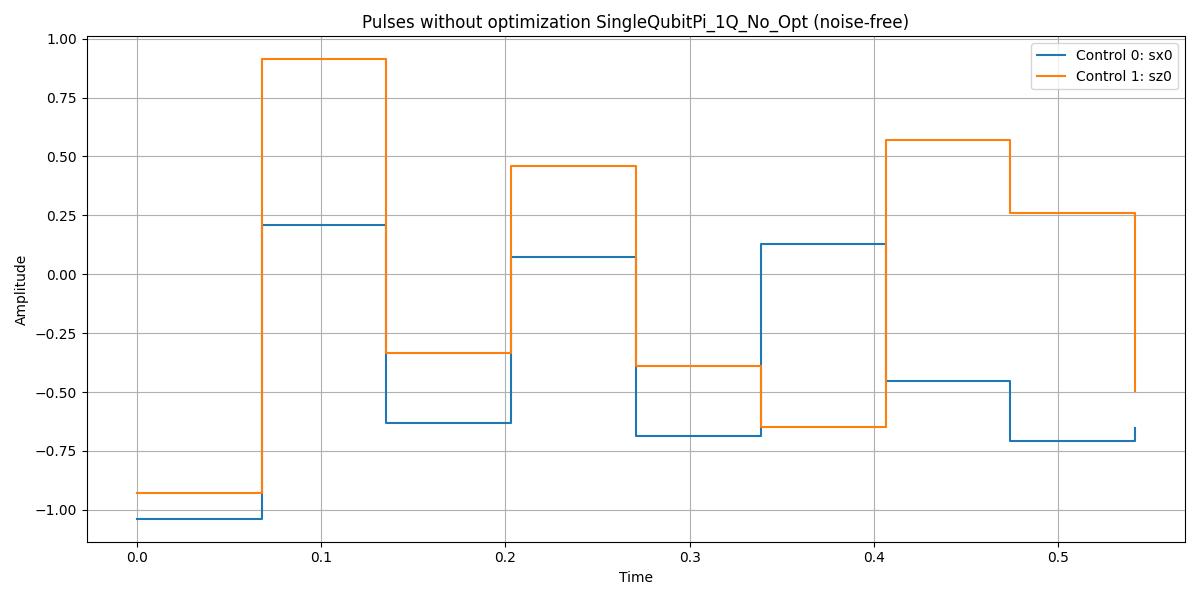 Pulses without optimization SingleQubitPi_1Q_No_Opt (noise-free)
Control 0: sx0
Control 1: sz0
Amplitude
1.00
0.75
0.50
0.25
0.00
−0.25
−0.50
−0.75
−1.00
0.0 0.1 0.2 0.3 0.4 0.5
Time